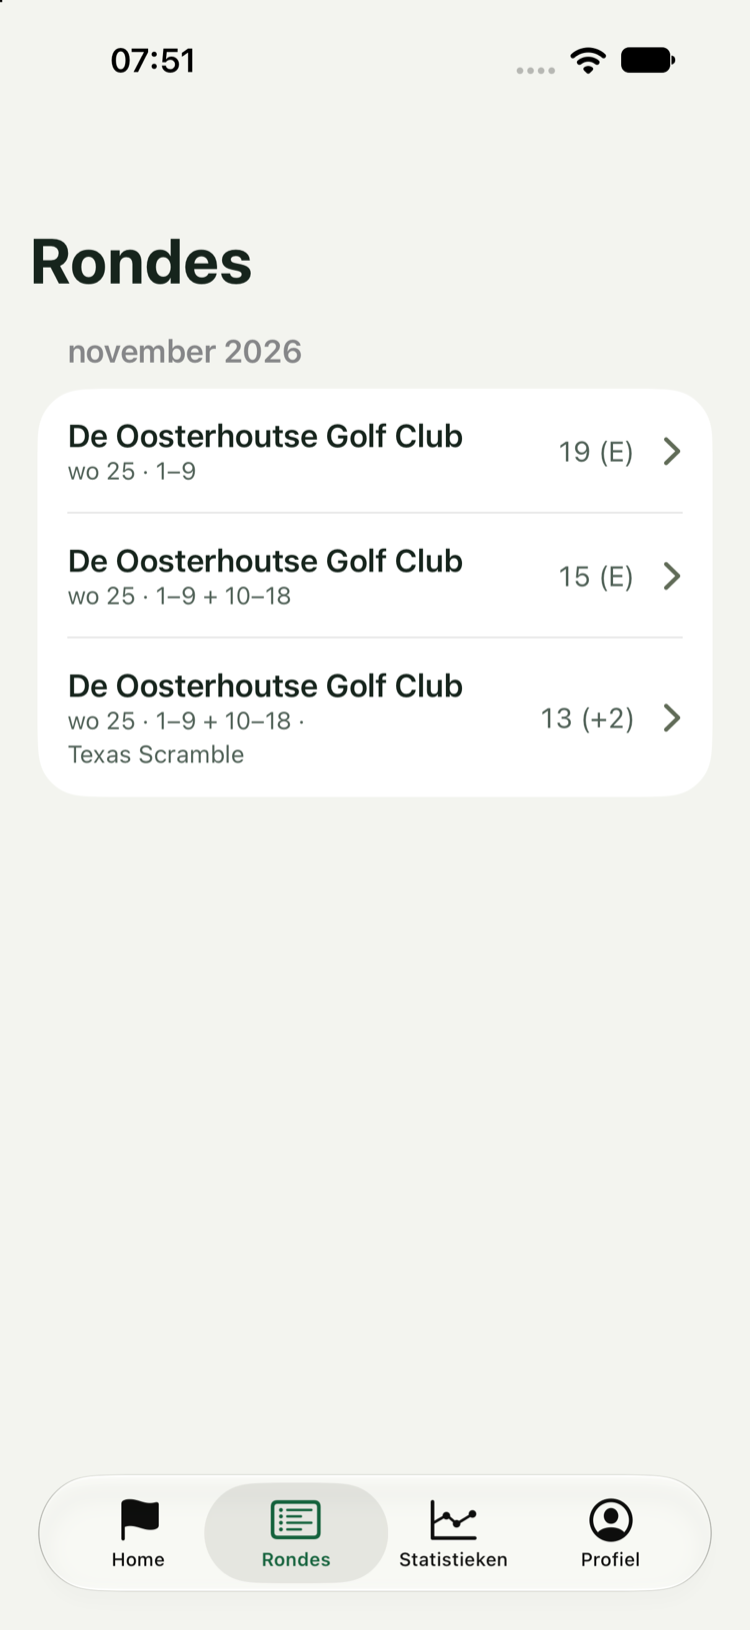 07:51
Rondes
november 2026
De Oosterhoutse Golf Club
wo 25 · 1–9
19 (E)
De Oosterhoutse Golf Club
wo 25 · 1–9 + 10–18
15 (E)
De Oosterhoutse Golf Club
wo 25 · 1–9 + 10–18 ·
Texas Scramble
13 (+2)
Home
Rondes
Statistieken
Profiel